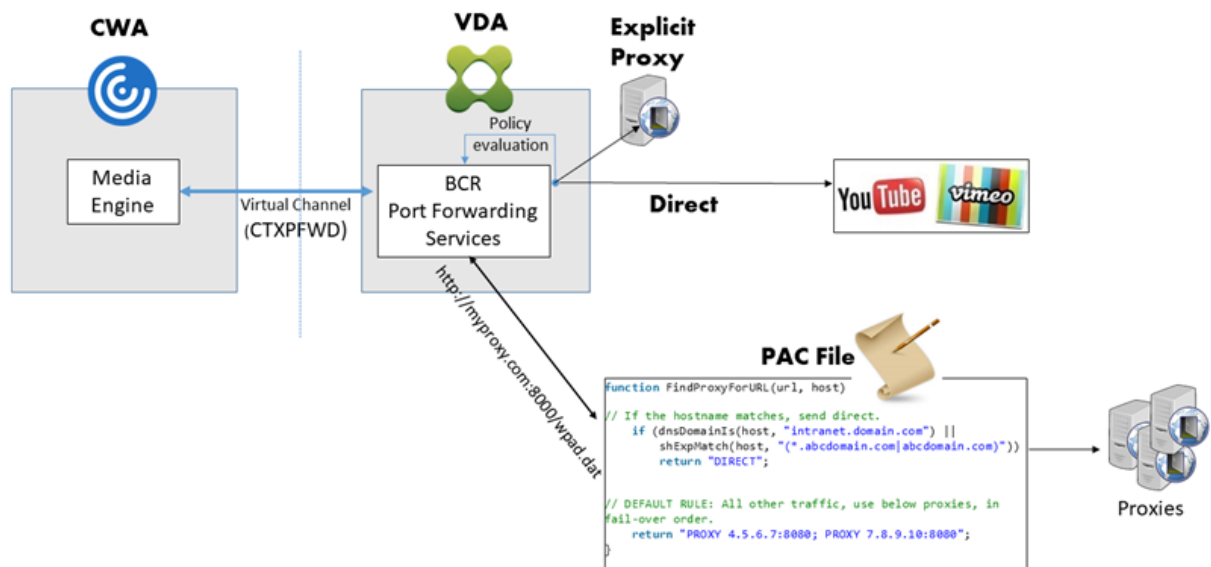 CWA
VDA
Explicit
Proxy
Policy
evaluation
Media
Engine
Virtual Channel
(CTXPFWD)
BCR
Port Forwarding
Services
Direct
YouTube
vimeo
http://myproxy.com:8000/wpad.dat
PAC File
function FindProxyForURL(url, host)
// If the hostname matches, send direct.
if (dnsDomainIs(host, "intranet.domain.com") ||
shExpMatch(host, "(*.abcdomain.com|abcdomain.com)"))
return "DIRECT";
// DEFAULT RULE: All other traffic, use below proxies, in
fail-over order.
return "PROXY 4.5.6.7:8080; PROXY 7.8.9.10:8080";
}
Proxies